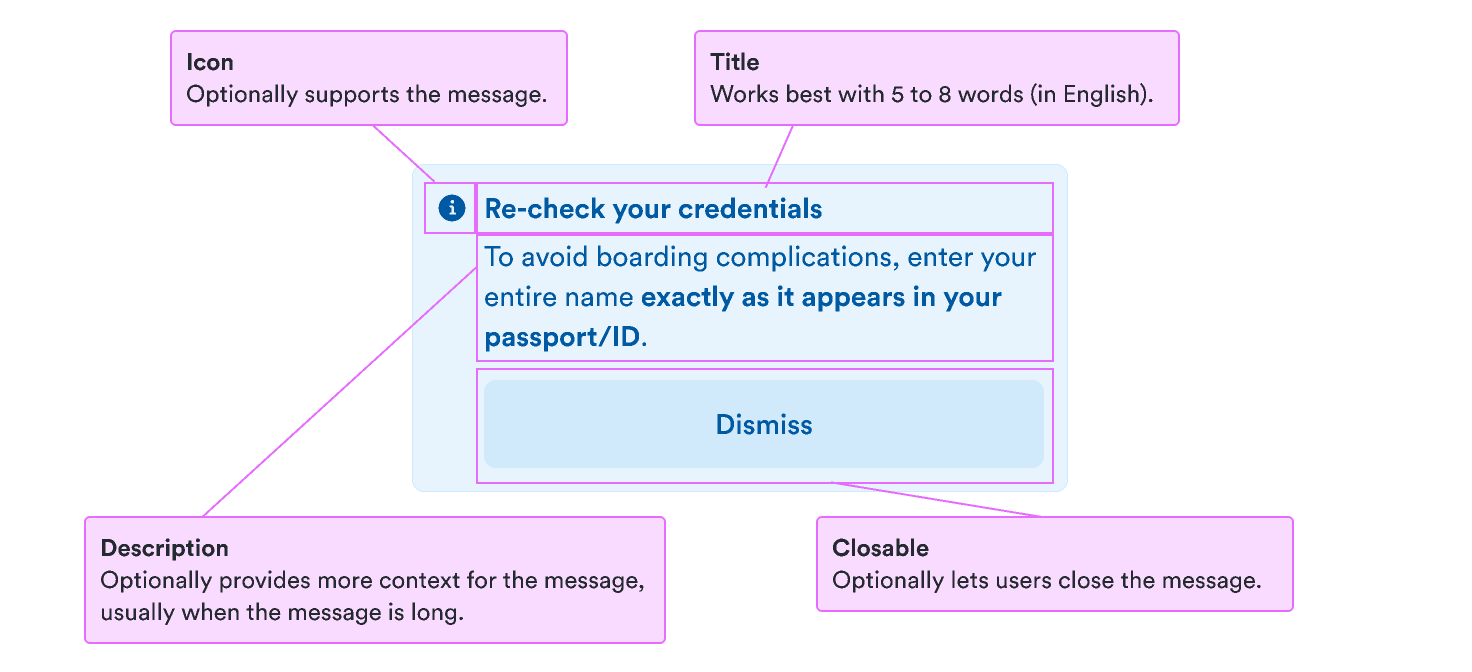 Icon
Optionally supports the message.
Title
Works best with 5 to 8 words (in English).
i
Re-check your credentials
To avoid boarding complications, enter your
entire name exactly as it appears in your
passport/ID.
Dismiss
Description
Optionally provides more context for the message,
usually when the message is long.
Closable
Optionally lets users close the message.